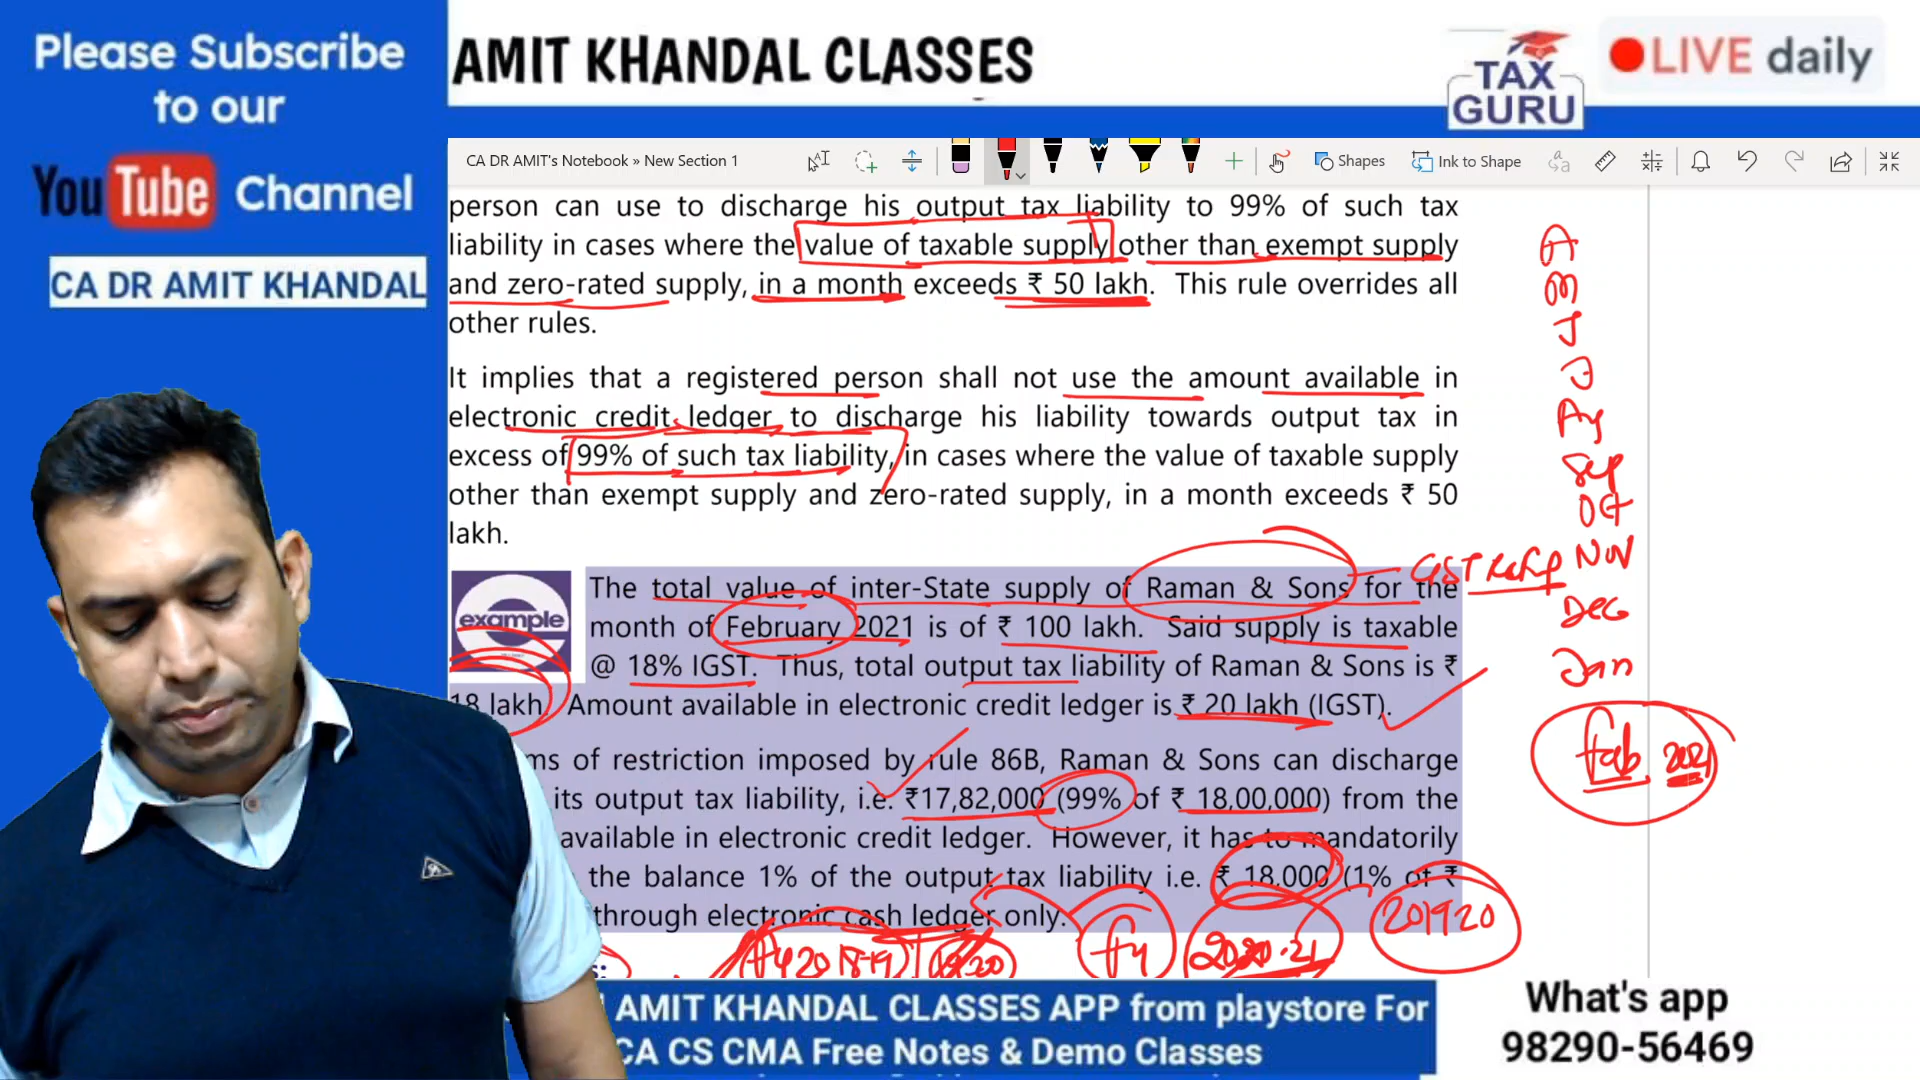 Please Subscribe
to our
YouTube Channel
CA DR AMIT KHANDAL
AMIT KHANDAL CLASSES
TAX
GURU
LIVE daily
CA DR AMIT's Notebook » New Section 1
Shapes
Ink to Shape
person can use to discharge his output tax liability to 99% of such tax
liability in cases where the value of taxable supply other than exempt supply
and zero-rated supply, in a month exceeds ₹ 50 lakh. This rule overrides all
other rules.
It implies that a registered person shall not use the amount available in
electronic credit ledger to discharge his liability towards output tax in
excess of 99% of such tax liability, in cases where the value of taxable supply
other than exempt supply and zero-rated supply, in a month exceeds ₹ 50
lakh.
example
The total value of inter-State supply of Raman & Sons for the
month of February 2021 is of ₹ 100 lakh. Said supply is taxable
@ 18% IGST. Thus, total output tax liability of Raman & Sons is ₹
18 lakh. Amount available in electronic credit ledger is ₹ 20 lakh (IGST).
ms of restriction imposed by rule 86B, Raman & Sons can discharge
its output tax liability, i.e. ₹17,82,000 (99% of ₹ 18,00,000) from the
available in electronic credit ledger. However, it has to mandatorily
the balance 1% of the output tax liability i.e. ₹ 18,000 (1% of ₹
through electronic cash ledger only.
s:
A
M
J
J
Sep
Oct
Nov
Dec
Jan
Feb 2021
FY 2018-19
FY
2020-21
2019 20
AMIT KHANDAL CLASSES APP from playstore For
CA CS CMA Free Notes & Demo Classes
What's app
98290-56469